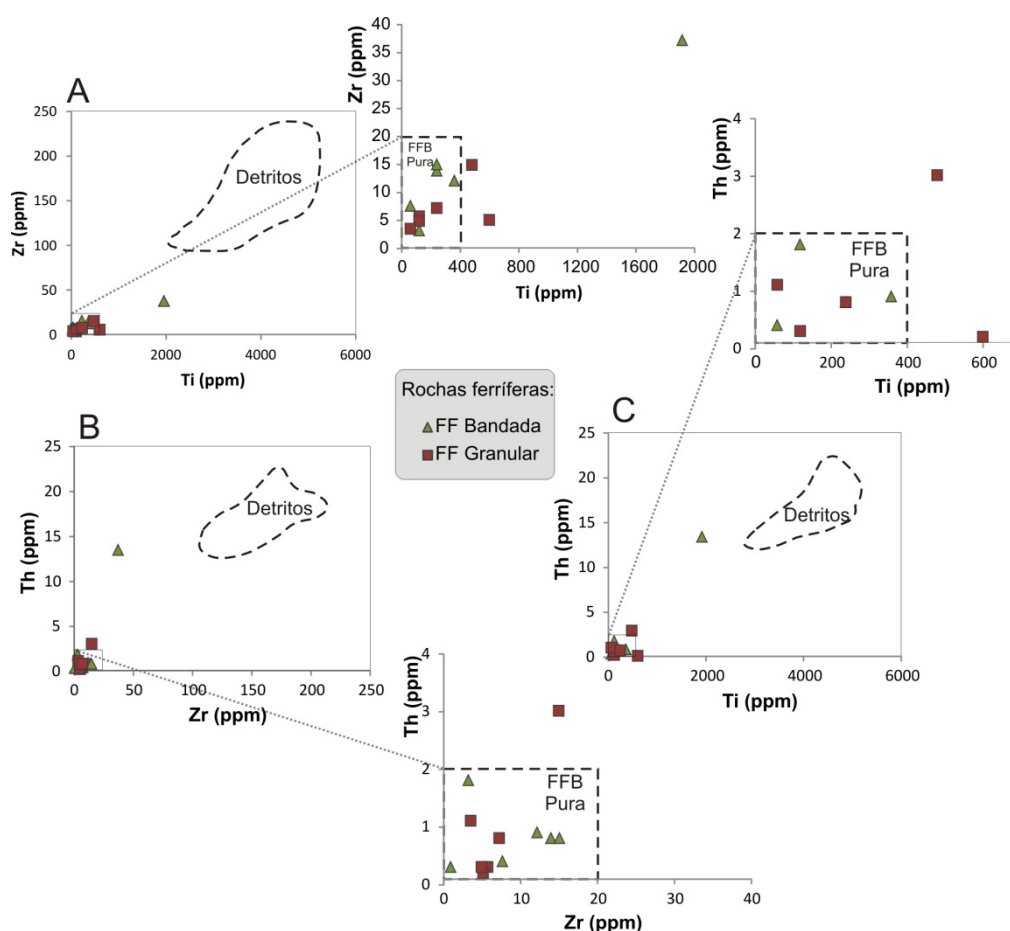 A
Zr (ppm)
250
200
150
100
50
0
0 2000 4000 6000
Ti (ppm)
Detritos
Zr (ppm)
40
35
30
25
20
15
10
5
0
0 400 800 1200 1600 2000
Ti (ppm)
FFB
Pura
Th (ppm)
4
3
2
1
0
0 200 400 600
Ti (ppm)
FFB
Pura
Rochas ferríferas:
FF Bandada
FF Granular
B
Th (ppm)
25
20
15
10
5
0
0 50 100 150 200 250
Zr (ppm)
Detritos
C
Th (ppm)
25
20
15
10
5
0
0 2000 4000 6000
Ti (ppm)
Detritos
Th (ppm)
4
3
2
1
0
0 10 20 30 40
Zr (ppm)
FFB
Pura